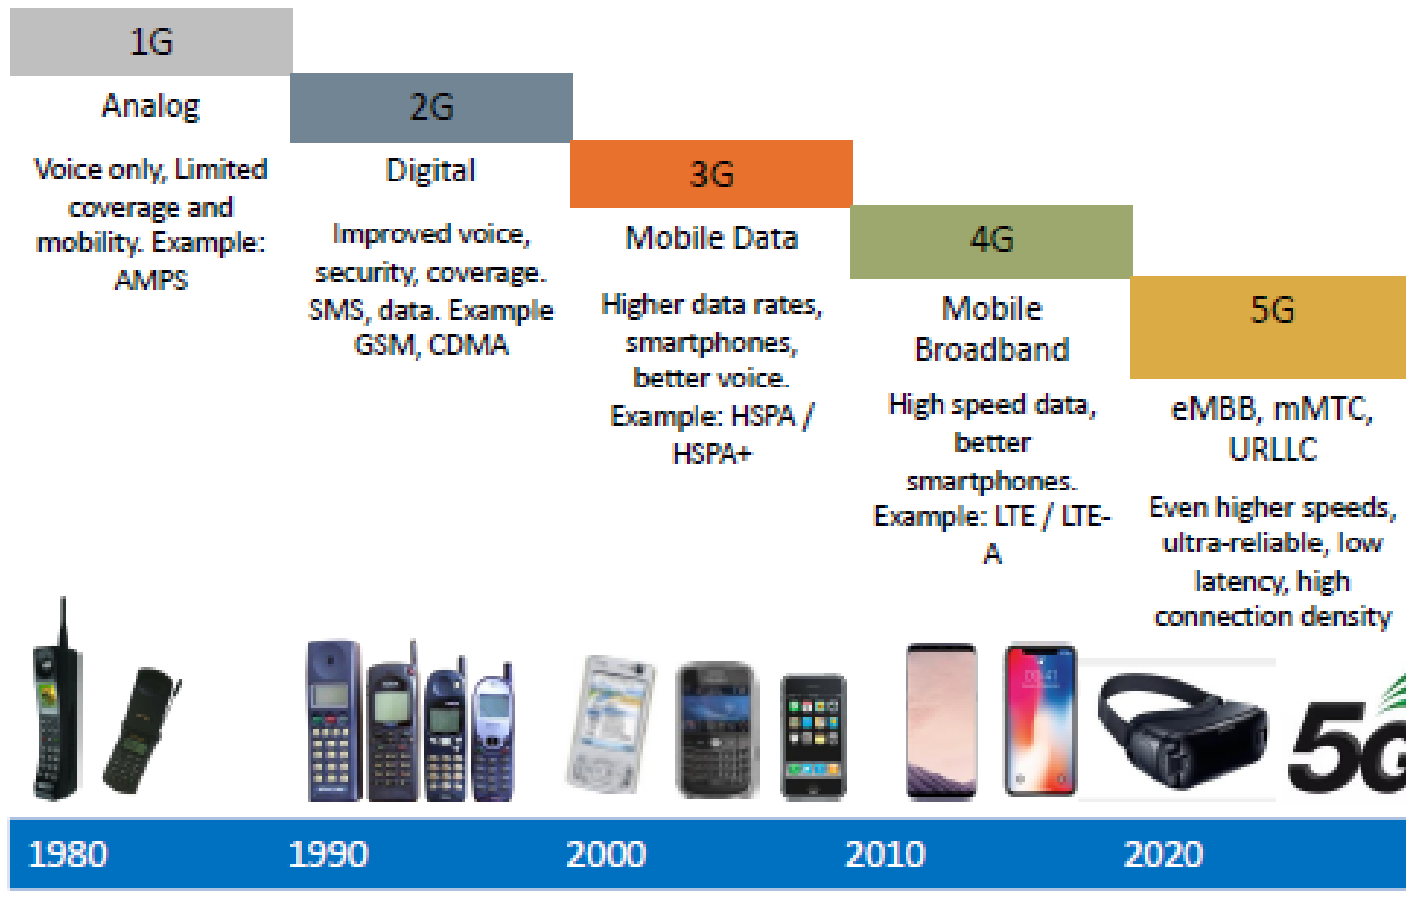 1G
Analog
Voice only, Limited
coverage and
mobility. Example:
AMPS
2G
Digital
Improved voice,
security, coverage.
SMS, data. Example
GSM, CDMA
3G
Mobile Data
Higher data rates,
smartphones,
better voice.
Example: HSPA /
HSPA+
4G
Mobile
Broadband
High speed data,
better
smartphones.
Example: LTE / LTE-
A
5G
eMBB, mMTC,
URLLC
Even higher speeds,
ultra-reliable, low
latency, high
connection density
5G
1980
1990
2000
2010
2020